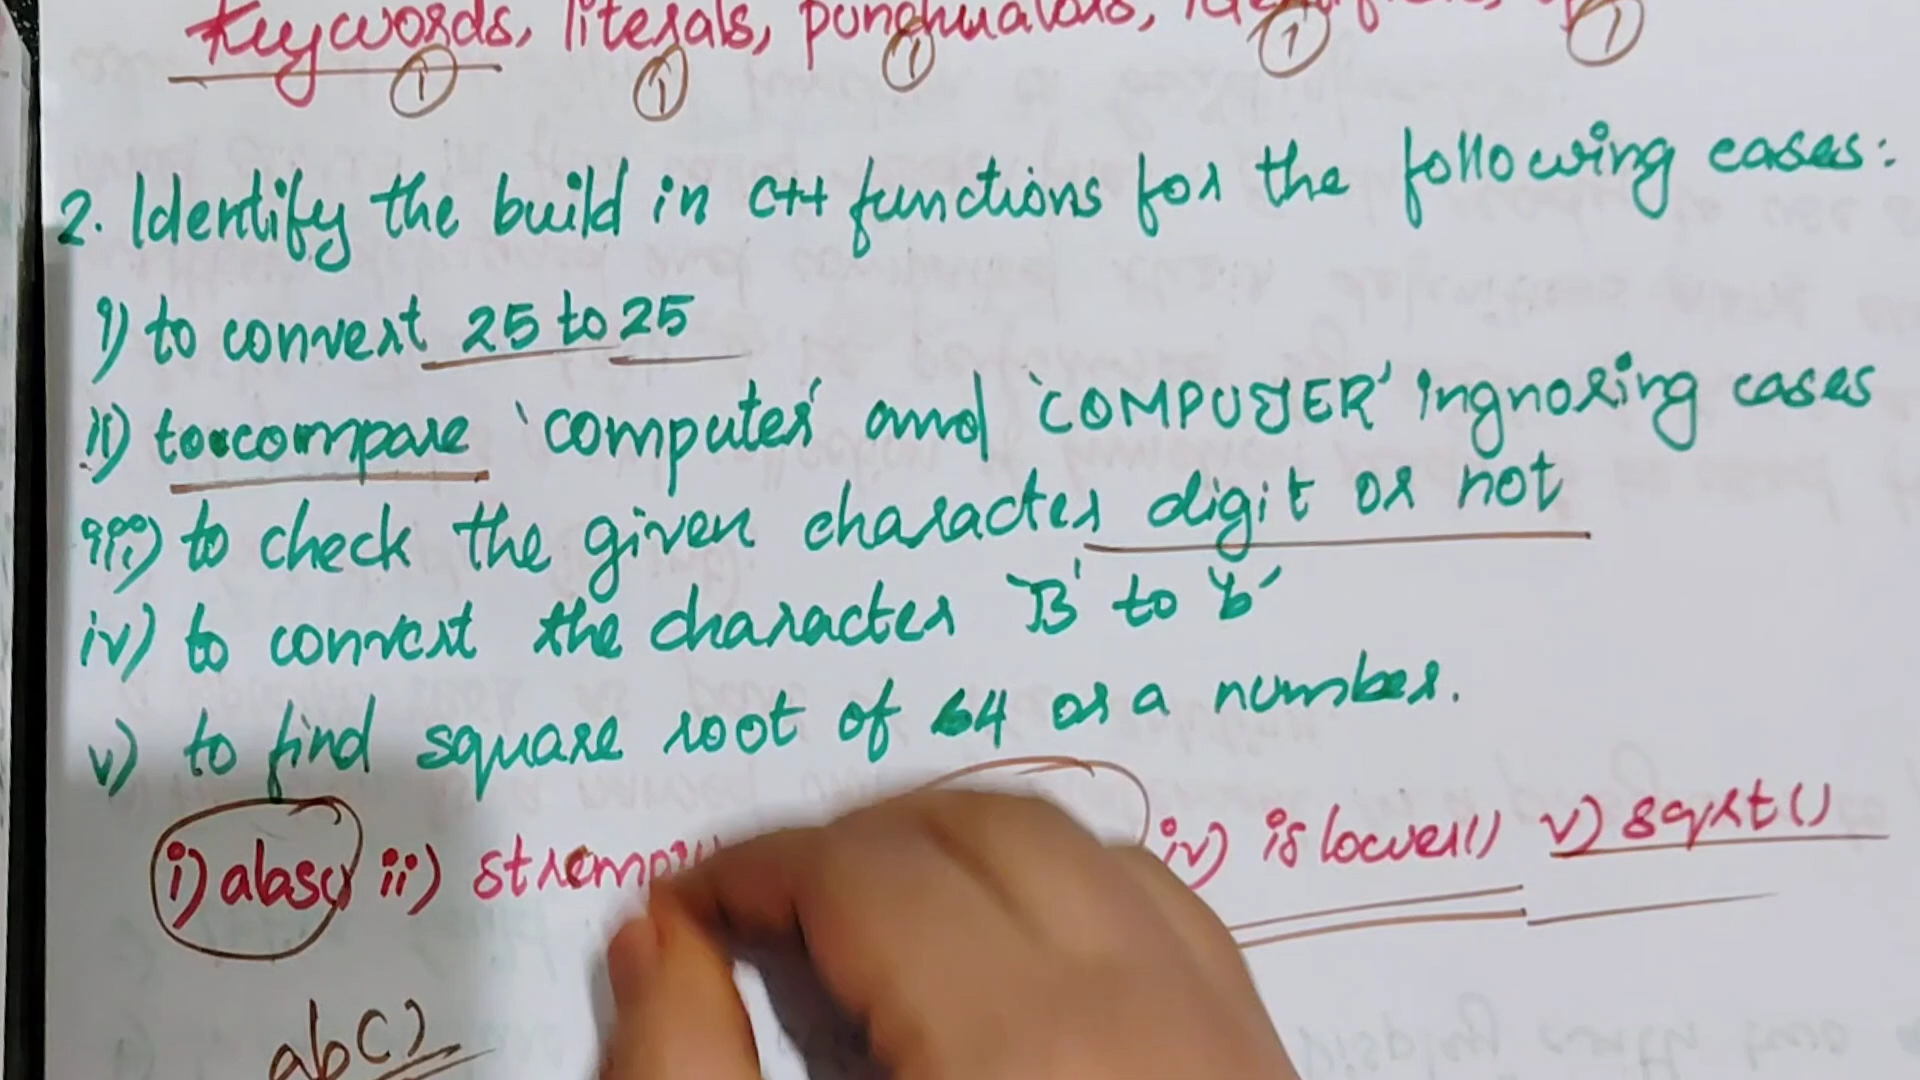 Keywords, literals,
① ① ① ① ①
2. Identify the build in C++ functions for the following cases:
i) to convert 25 to 25
ii) to compare 'computer' and 'COMPUTER' ingnoring cases
iii) to check the given character digit or not
iv) to convert the character 'B' to 'b'
v) to find square root of 64 or a number.
i) abs() ii) iv) islower() v) sqrt()
abC)